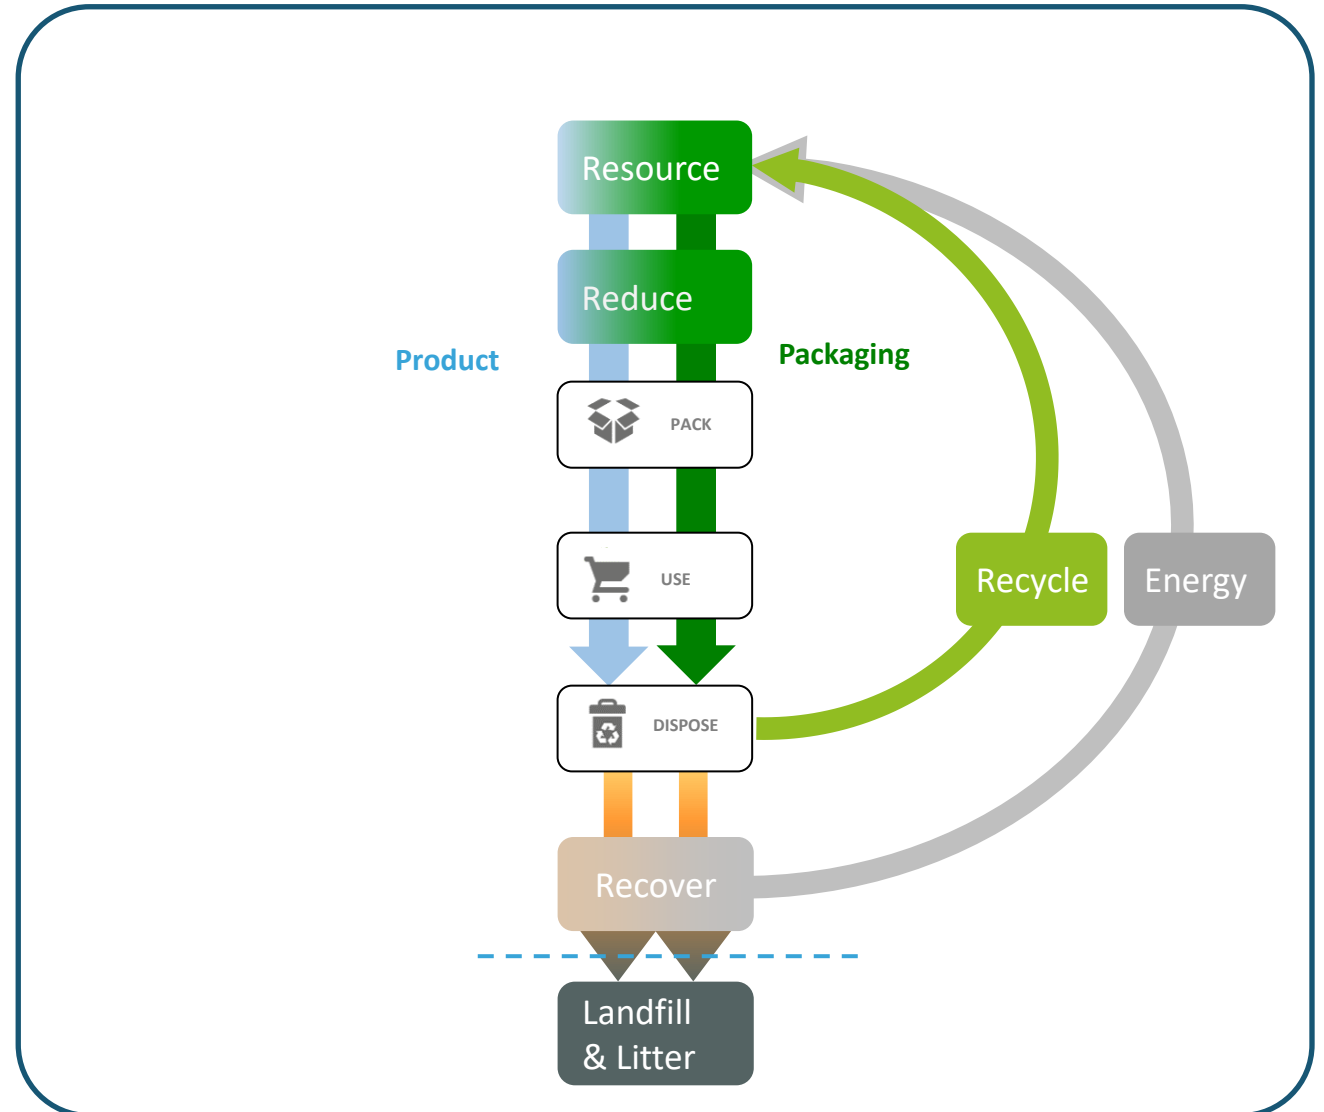 Resource
Reduce
Product
Packaging
PACK
USE
Recycle
Energy
DISPOSE
Recover
Landfill
& Litter